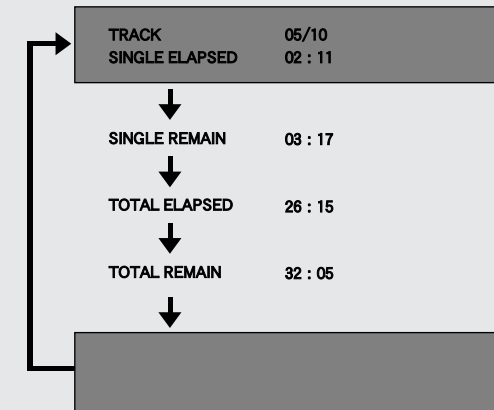 TRACK 05/10
SINGLE ELAPSED 02 : 11
SINGLE REMAIN 03 : 17
TOTAL ELAPSED 26 : 15
TOTAL REMAIN 32 : 05